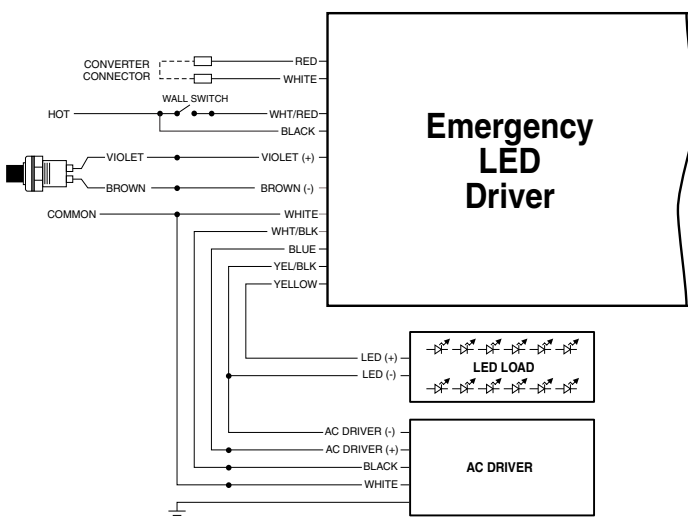 CONVERTER
CONNECTOR
RED
WHITE
WALL SWITCH
HOT
WHT/RED
BLACK
VIOLET
VIOLET (+)
BROWN
BROWN (-)
COMMON
WHITE
WHT/BLK
BLUE
YEL/BLK
YELLOW
Emergency
LED
Driver
LED (+)
LED (-)
LED LOAD
AC DRIVER (-)
AC DRIVER (+)
BLACK
WHITE
AC DRIVER